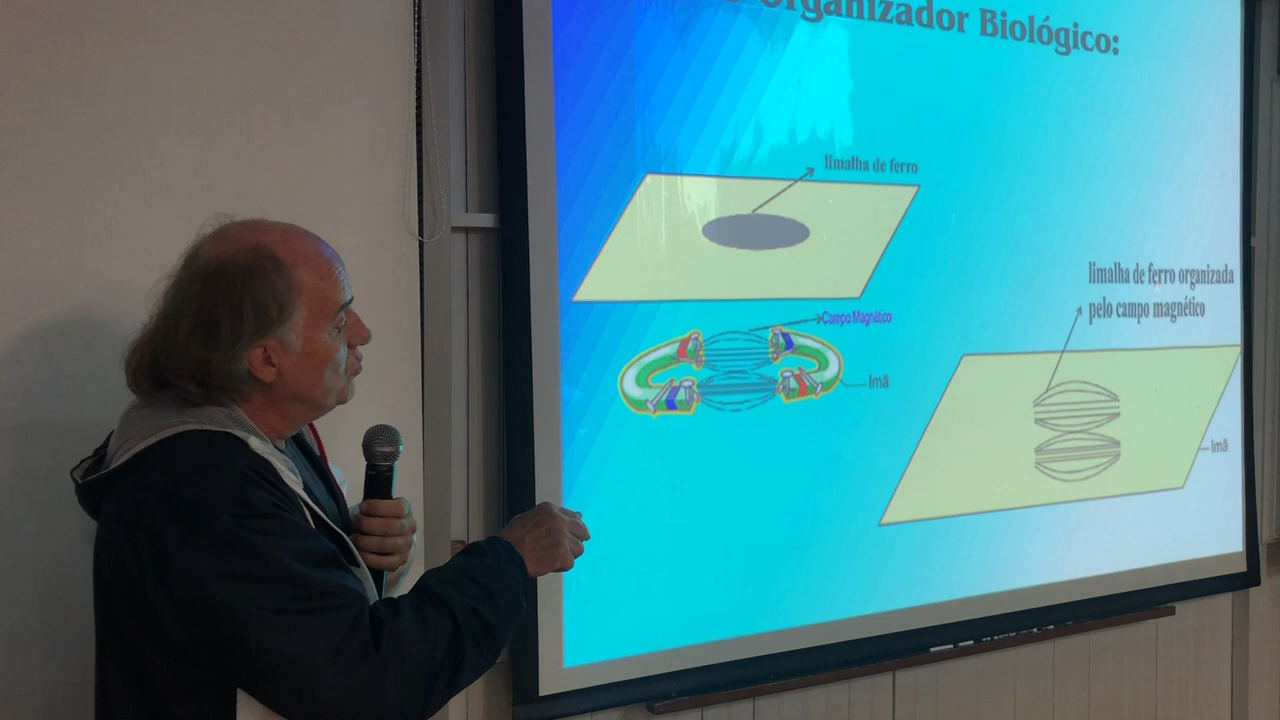 Organizador Biológico:
limalha de ferro
Campo Magnético
Imã
limalha de ferro organizada
pelo campo magnético
Imã